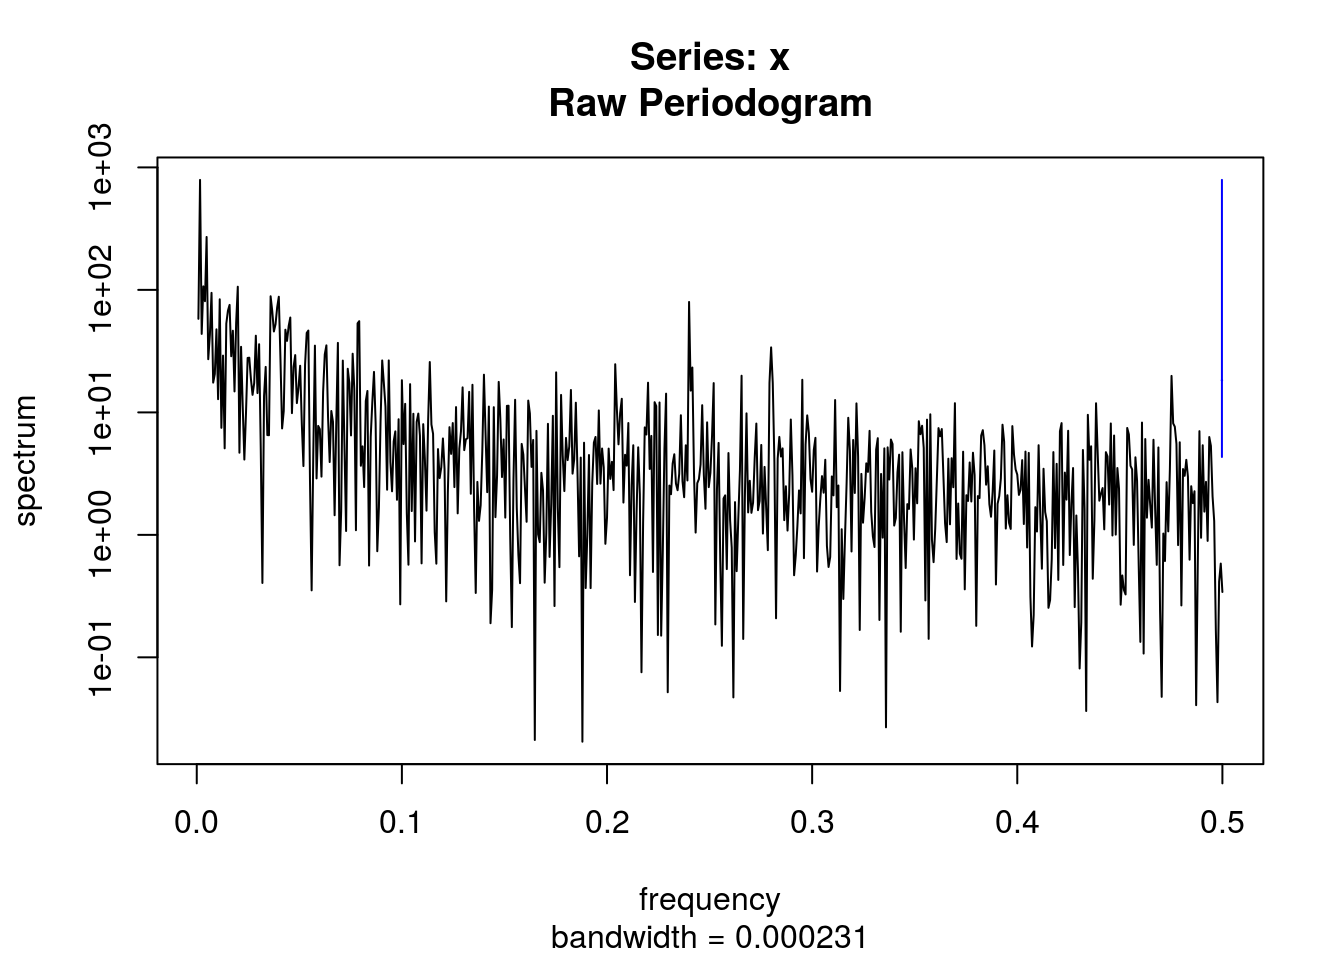 Series: x
Raw Periodogram
spectrum
1e+03
1e+02
1e+01
1e+00
1e-01
0.0 0.1 0.2 0.3 0.4 0.5
frequency
bandwidth = 0.000231